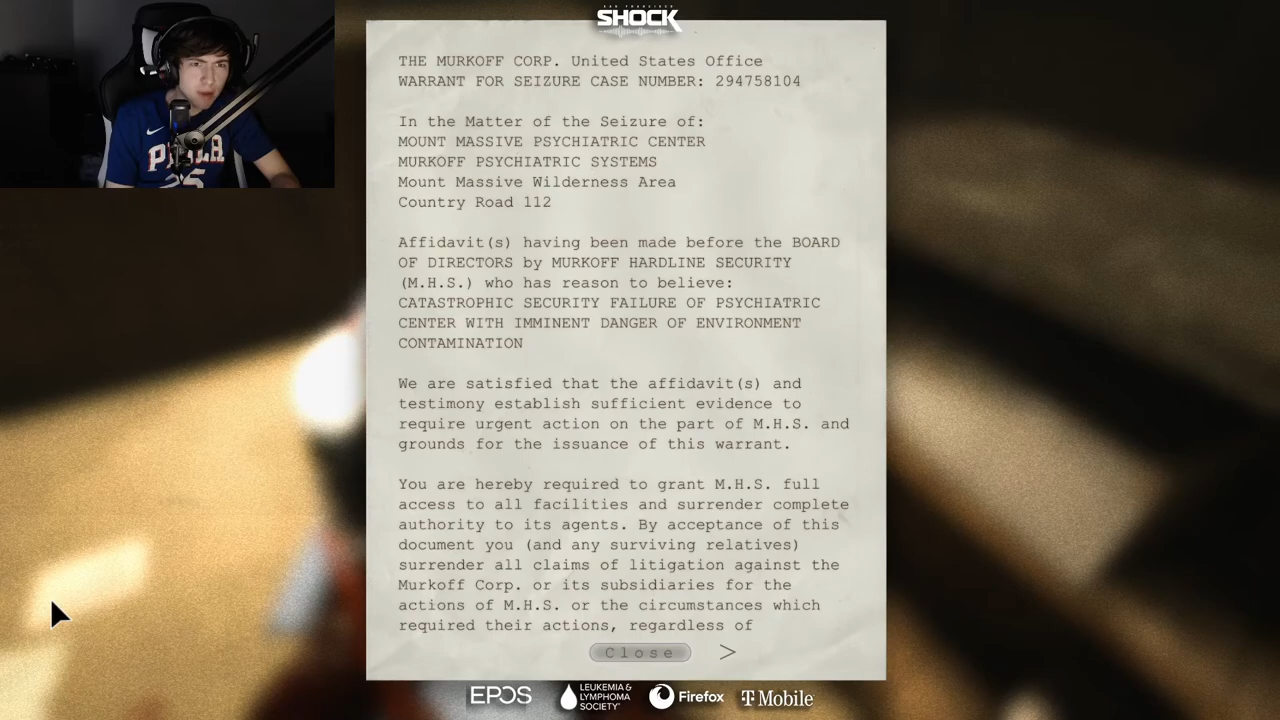 SAN FRANCISCO
SHOCK
THE MURKOFF CORP. United States Office
WARRANT FOR SEIZURE CASE NUMBER: 294758104
In the Matter of the Seizure of:
MOUNT MASSIVE PSYCHIATRIC CENTER
MURKOFF PSYCHIATRIC SYSTEMS
Mount Massive Wilderness Area
Country Road 112
Affidavit(s) having been made before the BOARD
OF DIRECTORS by MURKOFF HARDLINE SECURITY
(M.H.S.) who has reason to believe:
CATASTROPHIC SECURITY FAILURE OF PSYCHIATRIC
CENTER WITH IMMINENT DANGER OF ENVIRONMENT
CONTAMINATION
We are satisfied that the affidavit(s) and
testimony establish sufficient evidence to
require urgent action on the part of M.H.S. and
grounds for the issuance of this warrant.
You are hereby required to grant M.H.S. full
access to all facilities and surrender complete
authority to its agents. By acceptance of this
document you (and any surviving relatives)
surrender all claims of litigation against the
Murkoff Corp. or its subsidiaries for the
actions of M.H.S. or the circumstances which
required their actions, regardless of
Close >
EPOS LEUKEMIA & LYMPHOMA SOCIETY Firefox T Mobile